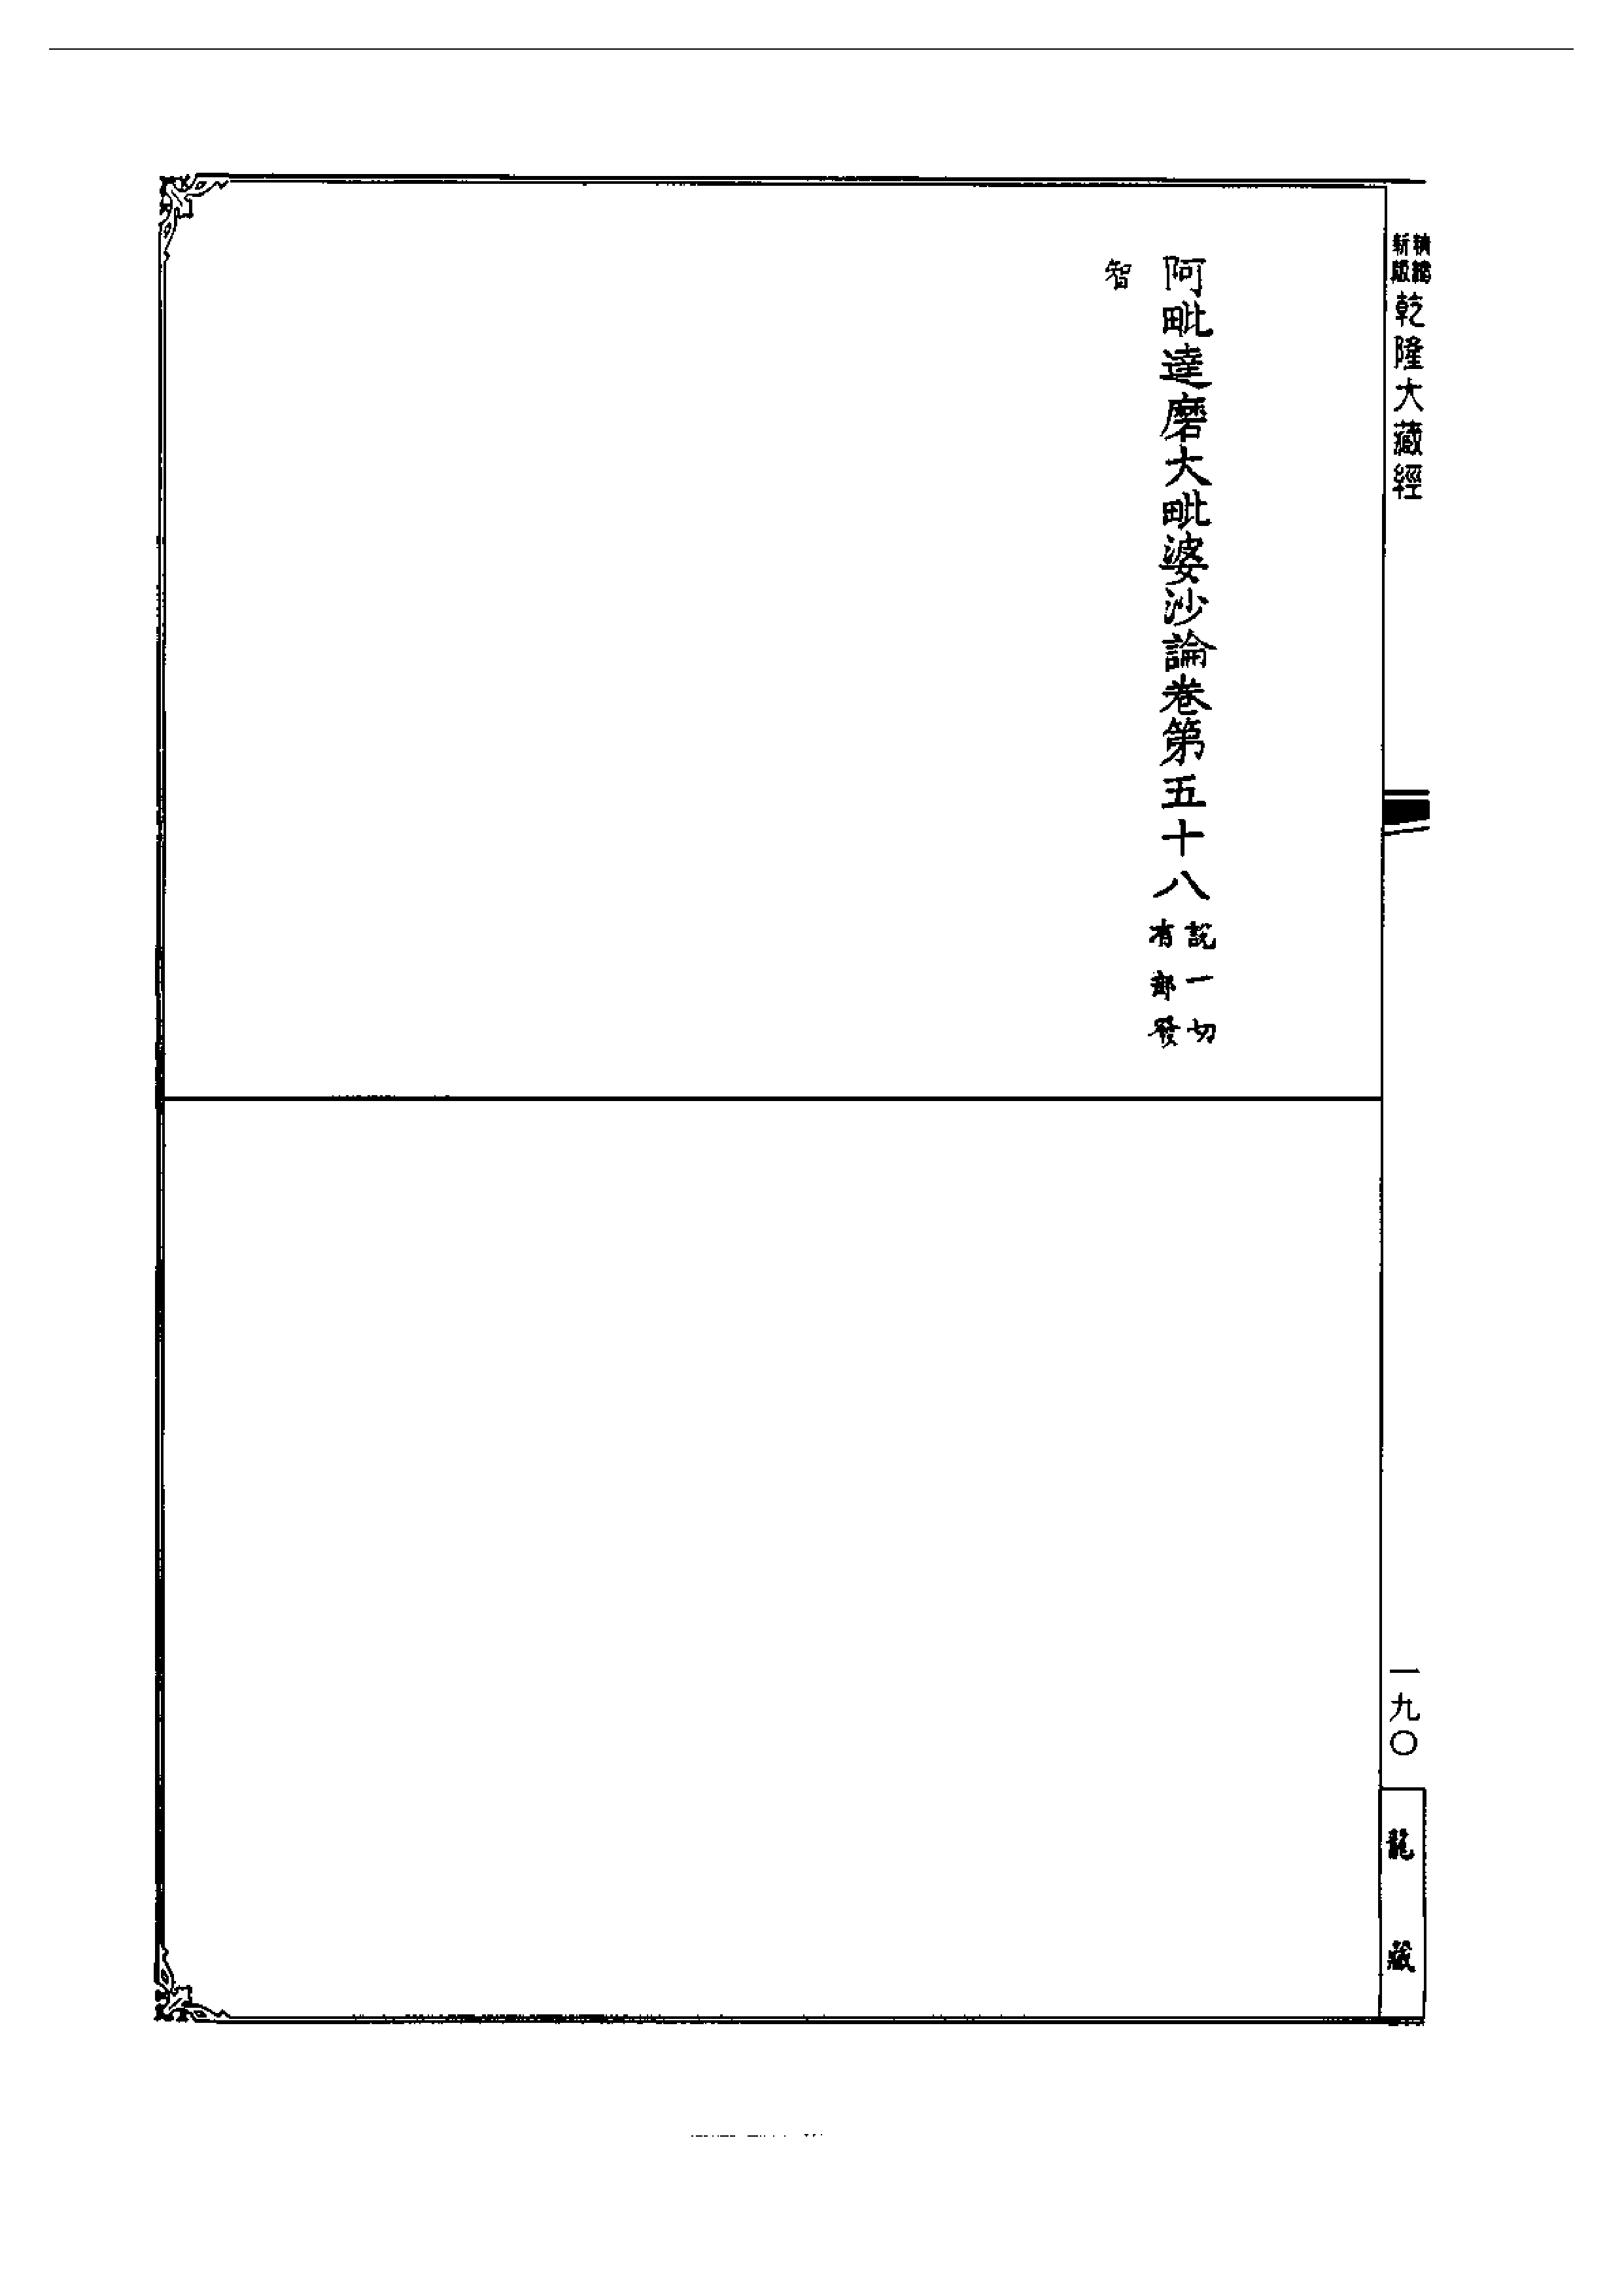 精縮新版乾隆大藏經
阿毗達磨大毗婆沙論卷第五十八說一切有部發
智
一九〇
龍藏